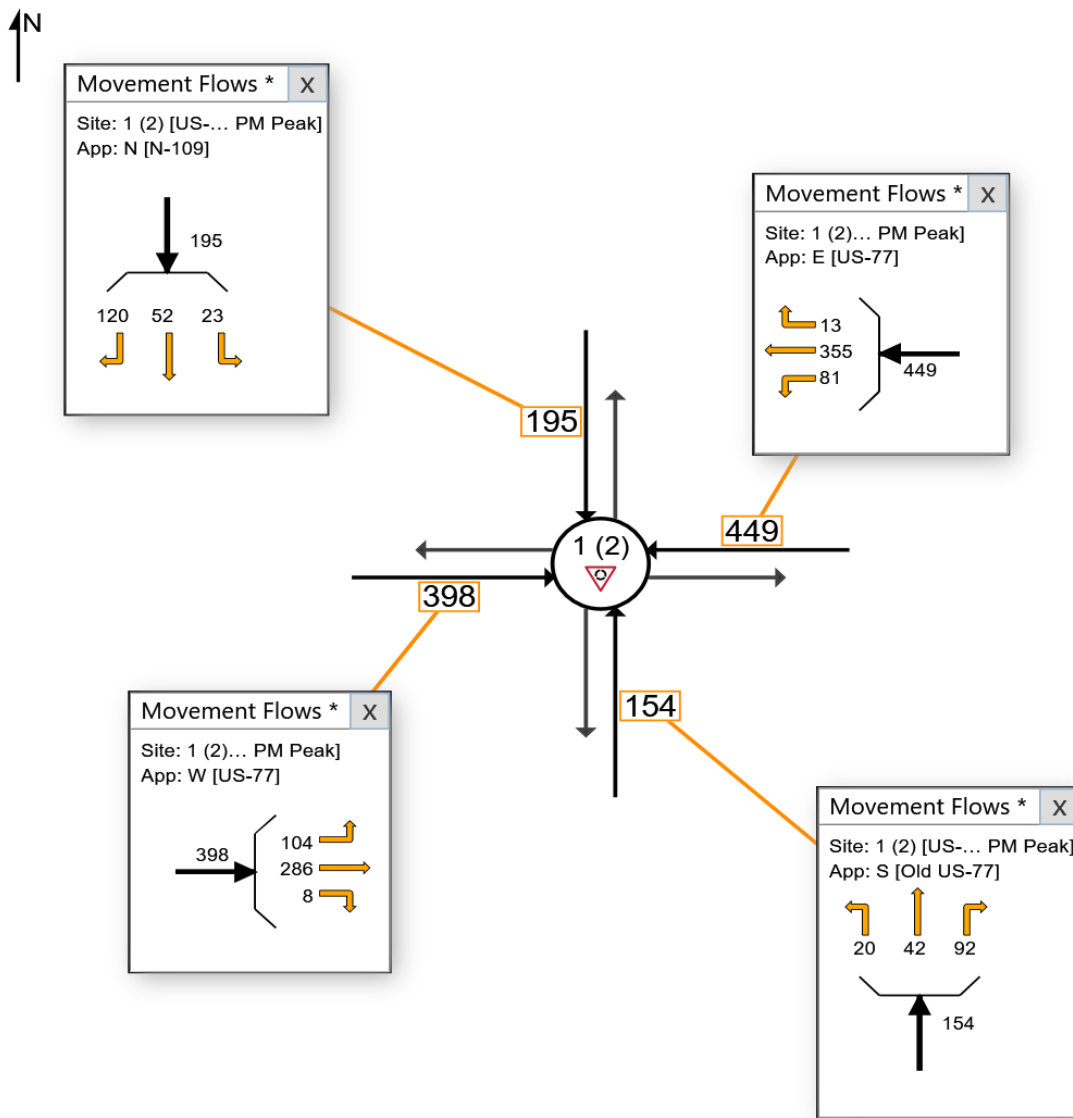 N
Movement Flows * X
Site: 1 (2) [US-... PM Peak]
App: N [N-109]
195
120 52 23
Movement Flows * X
Site: 1 (2)... PM Peak]
App: E [US-77]
13
355
81
449
195
1 (2)
449
398
154
Movement Flows * X
Site: 1 (2)... PM Peak]
App: W [US-77]
398
104
286
8
Movement Flows * X
Site: 1 (2) [US-... PM Peak]
App: S [Old US-77]
20 42 92
154